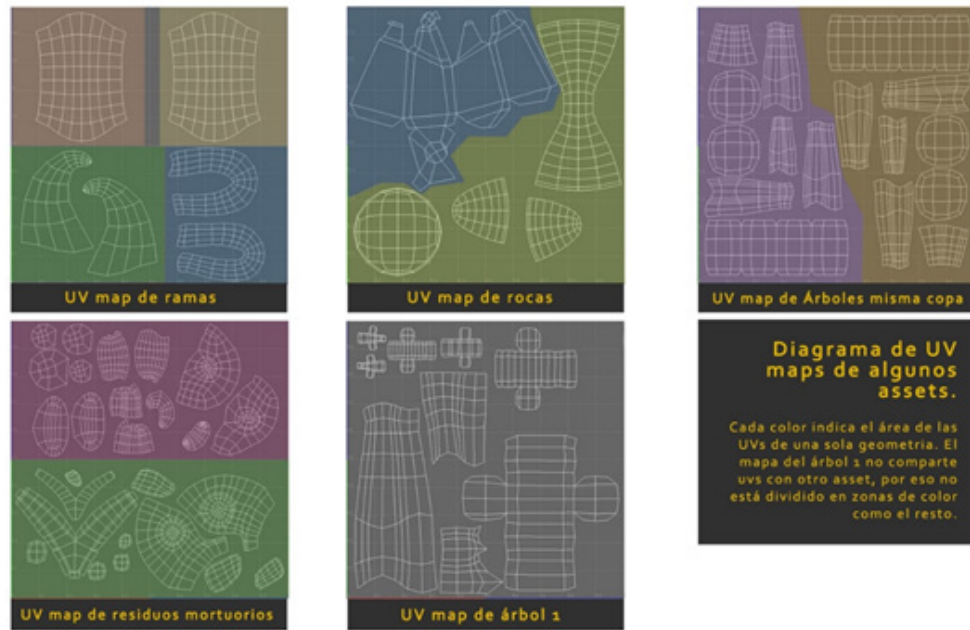 UV map de ramas
UV map de rocas
UV map de Árboles misma copa
UV map de residuos mortuorios
UV map de árbol 1
Diagrama de UV
maps de algunos
assets.
Cada color indica el área de las
UVs de una sola geometria. El
mapa del árbol 1 no comparte
uvs con otro asset, por eso no
está dividido en zonas de color
como el resto.